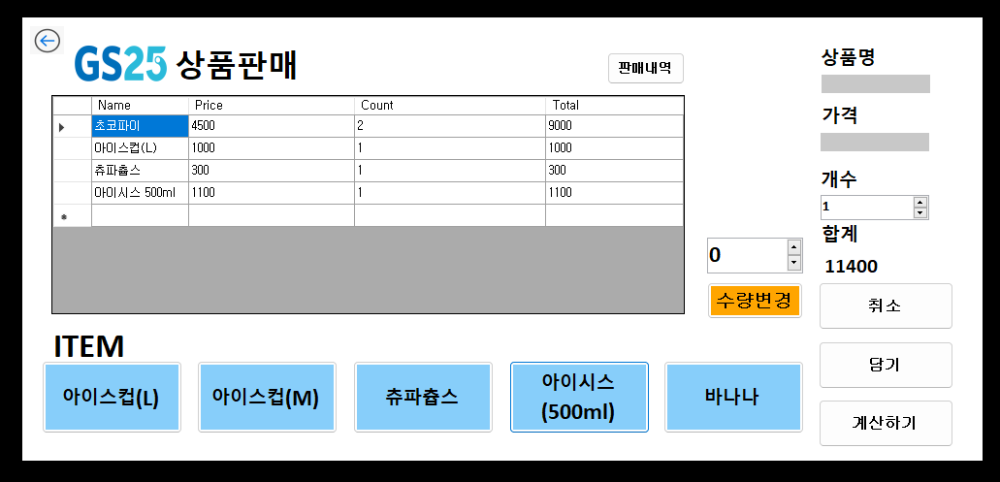 GS25 상품판매
판매내역
Name Price Count Total
초코파이 4500 2 9000
아이스컵(L) 1000 1 1000
츄파춥스 300 1 300
아이시스 500ml 1100 1 1100
*
상품명
가격
개수
1
합계
11400
0
수량변경
취소
담기
계산하기
ITEM
아이스컵(L)
아이스컵(M)
츄파춥스
아이시스
(500ml)
바나나